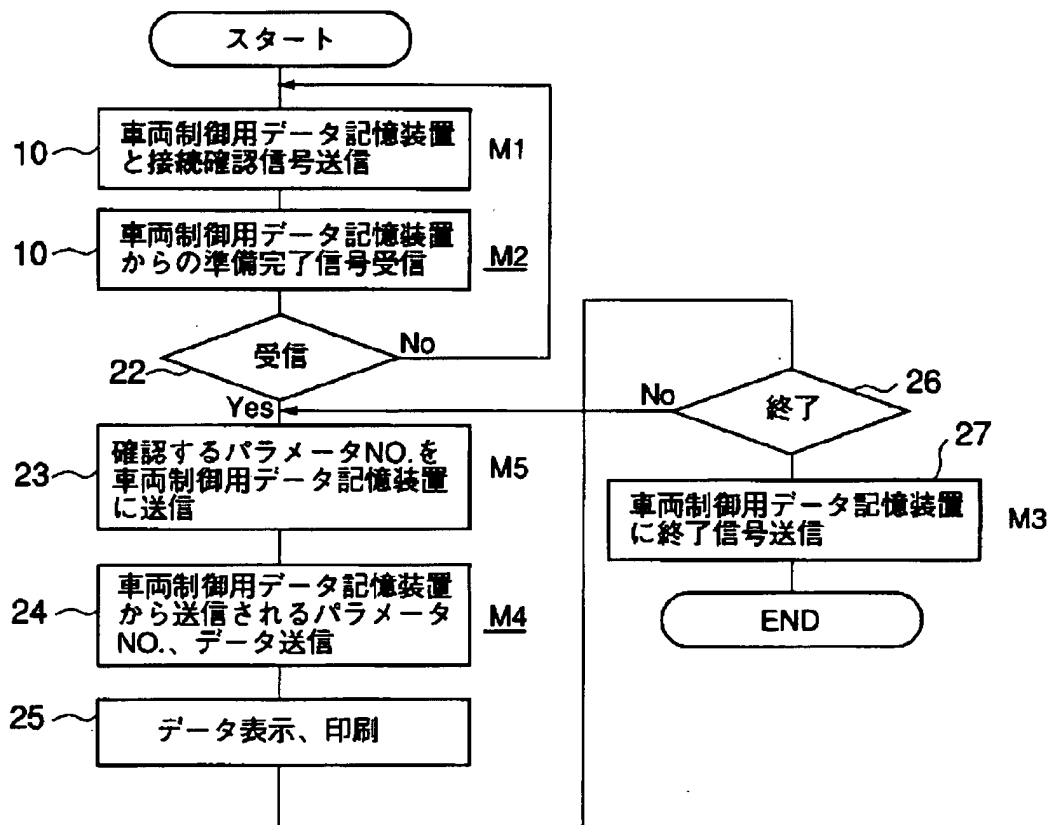 スタート
10
車両制御用データ記憶装置
と接続確認信号送信
M1
10
車両制御用データ記憶装置
からの準備完了信号受信
M2
22
受信
No
Yes
23
確認するパラメータNO.を
車両制御用データ記憶装置
に送信
M5
24
車両制御用データ記憶装置
から送信されるパラメータ
NO.、データ送信
M4
25
データ表示、印刷
No
終了
26
27
車両制御用データ記憶装置
に終了信号送信
M3
END